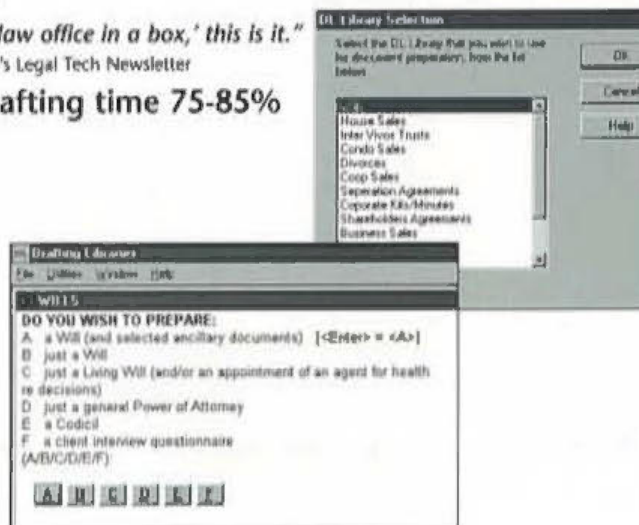 law office in a box,' this is it."
's Legal Tech Newsletter
afting time 75-85%
DL Library Selection
Select the DL Library that you wish to use
for document preparation, from the list
below
OK
Cancel
Help
House Sales
Inter Vivos Trusts
Condo Sales
Divorces
Coop Sales
Seperation Agreements
Coporate Kits/Minutes
Shareholders Agreements
Business Sales
Drafting Libraries
File Utilities Window Help
WILLS
DO YOU WISH TO PREPARE:
A a Will (and selected ancillary documents) [<Enter> = <A>]
B just a Will
C just a Living Will (and/or an appointment of an agent for health
re decisions)
D just a general Power of Attorney
E a Codicil
F a client interview questionnaire
(A/B/C/D/E/F):
A B C D E F